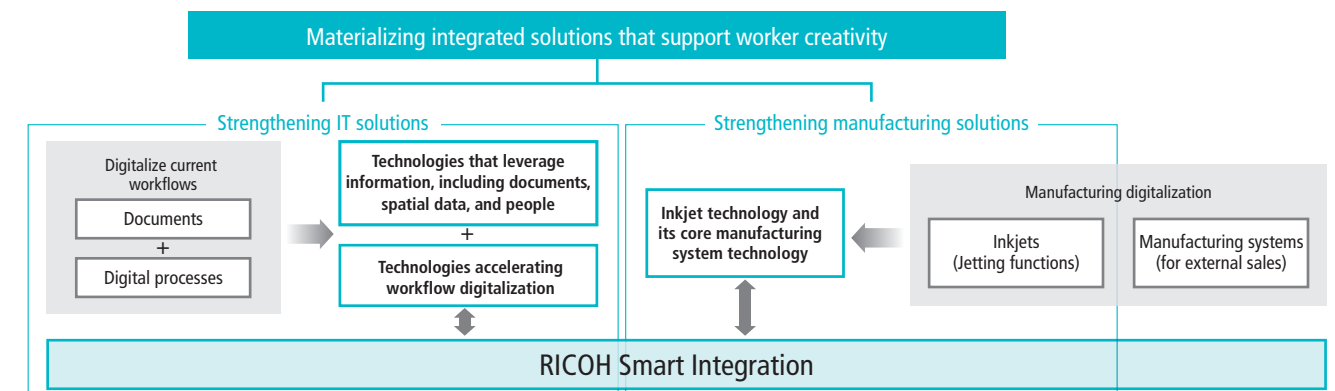 Materializing integrated solutions that support worker creativity
Strengthening IT solutions
Digitalize current
workflows
Documents
+
Digital processes
Technologies that leverage
information, including documents,
spatial data, and people
+
Technologies accelerating
workflow digitalization
Strengthening manufacturing solutions
Inkjet technology and
its core manufacturing
system technology
Manufacturing digitalization
Inkjets
(Jetting functions)
Manufacturing systems
(for external sales)
RICOH Smart Integration